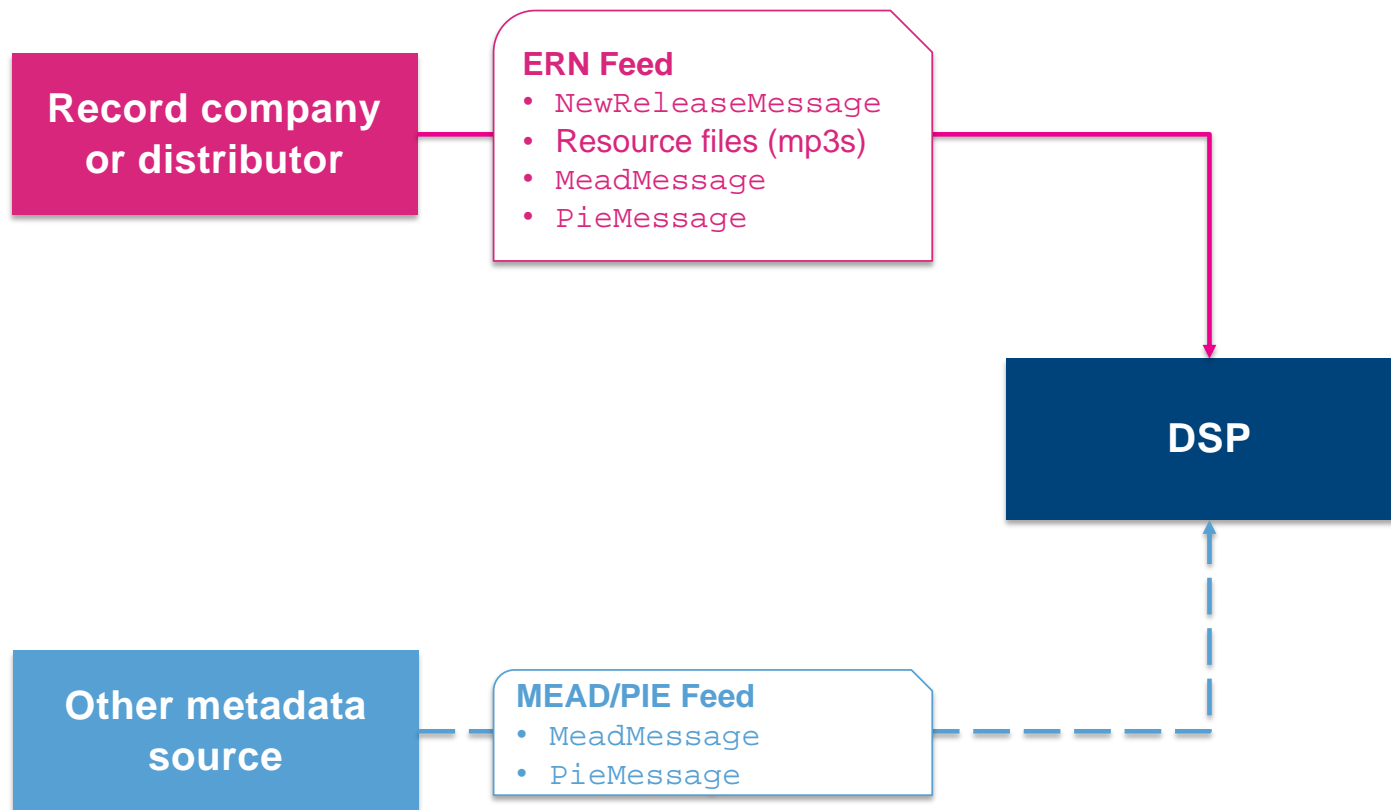 Record company
or distributor
ERN Feed
• NewReleaseMessage
• Resource files (mp3s)
• MeadMessage
• PieMessage
DSP
Other metadata
source
MEAD/PIE Feed
• MeadMessage
• PieMessage